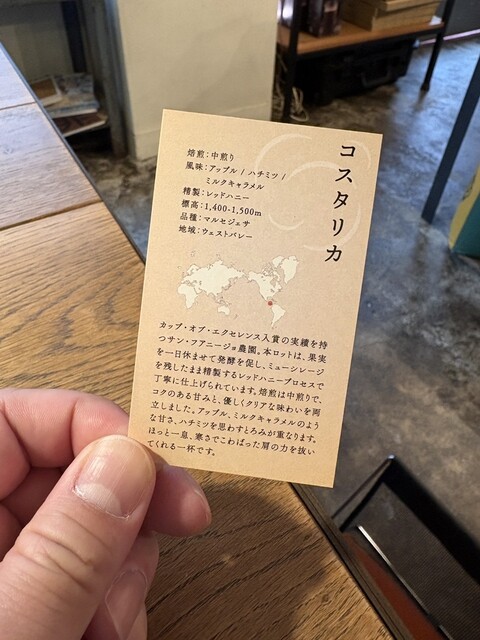 コスタリカ
焙煎：中煎り
風味：アップル / ハチミツ /
ミルクキャラメル
精製：レッドハニー
標高：1,400-1,500m
品種：マルセジェサ
地域：ウェストバレー
カップ・オブ・エクセレンス入賞の実績を持
つサン・フアニージョ農園。本ロットは、果実
を一日休ませて発酵を促し、ミューシレージ
を残したまま精製するレッドハニープロセスで
丁寧に仕上げられています。焙煎は中煎りで、
コクのある甘みと、優しくクリアな味わいを両
立しました。アップル、ミルクキャラメルのよう
な甘さ、ハチミツを思わすとろみが重なります。
ほっと一息、寒さでこわばった肩の力を抜い
てくれる一杯です。